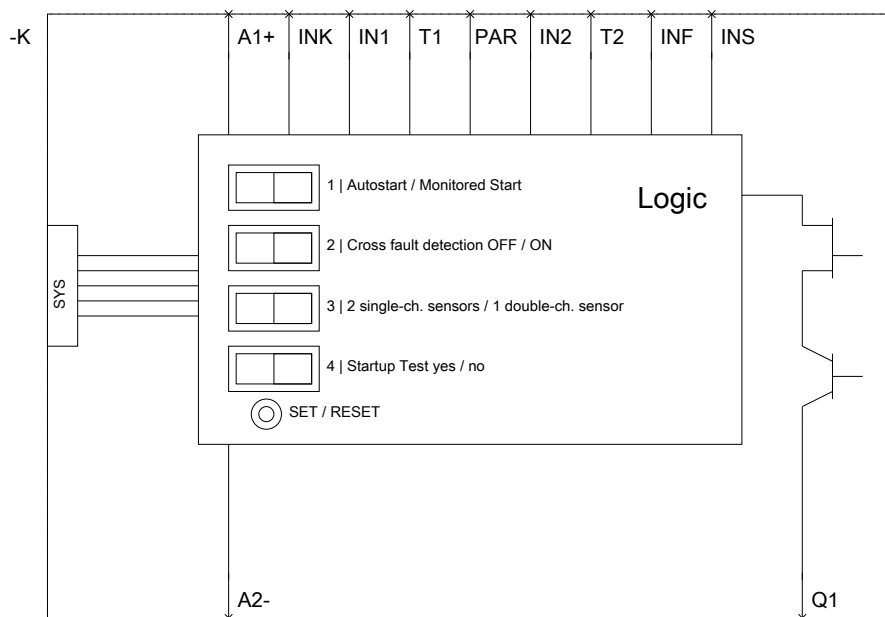 -K A1+ INK IN1 T1 PAR IN2 T2 INF INS
1 | Autostart / Monitored Start
Logic
2 | Cross fault detection OFF / ON
SYS
3 | 2 single-ch. sensors / 1 double-ch. sensor
4 | Startup Test yes / no
SET / RESET
A2- Q1